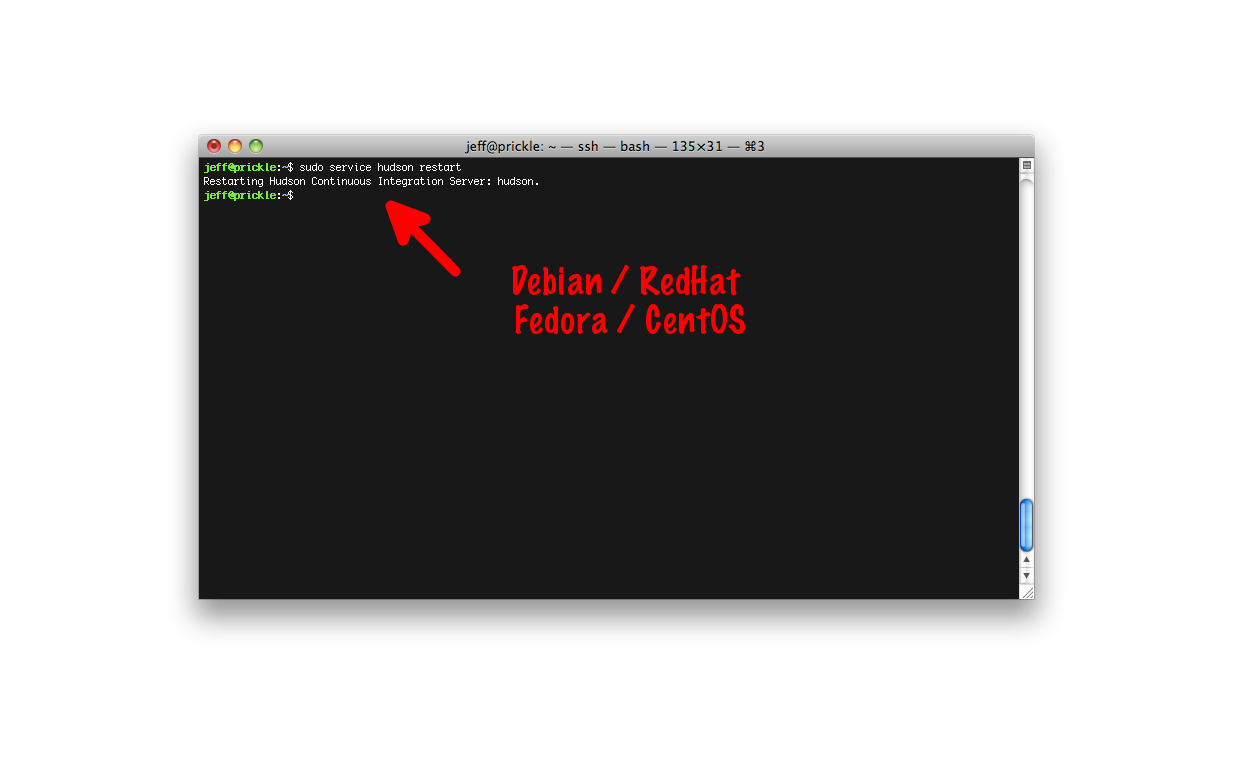 jeff@prickle: ~ — ssh — bash — 135×31 — ⌘3
jeff@prickle:~$ sudo service hudson restart
Restarting Hudson Continuous Integration Server: hudson.
jeff@prickle:~$
Debian / RedHat
Fedora / CentOS